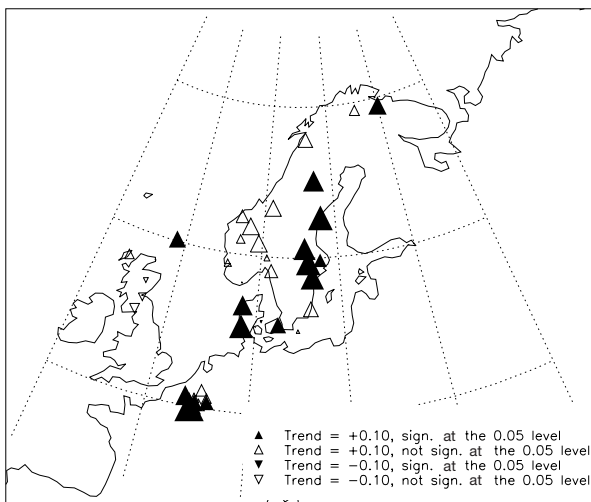 Trend = +0.10, sign. at the 0.05 level
Trend = +0.10, not sign. at the 0.05 level
Trend = −0.10, sign. at the 0.05 level
Trend = −0.10, not sign. at the 0.05 level